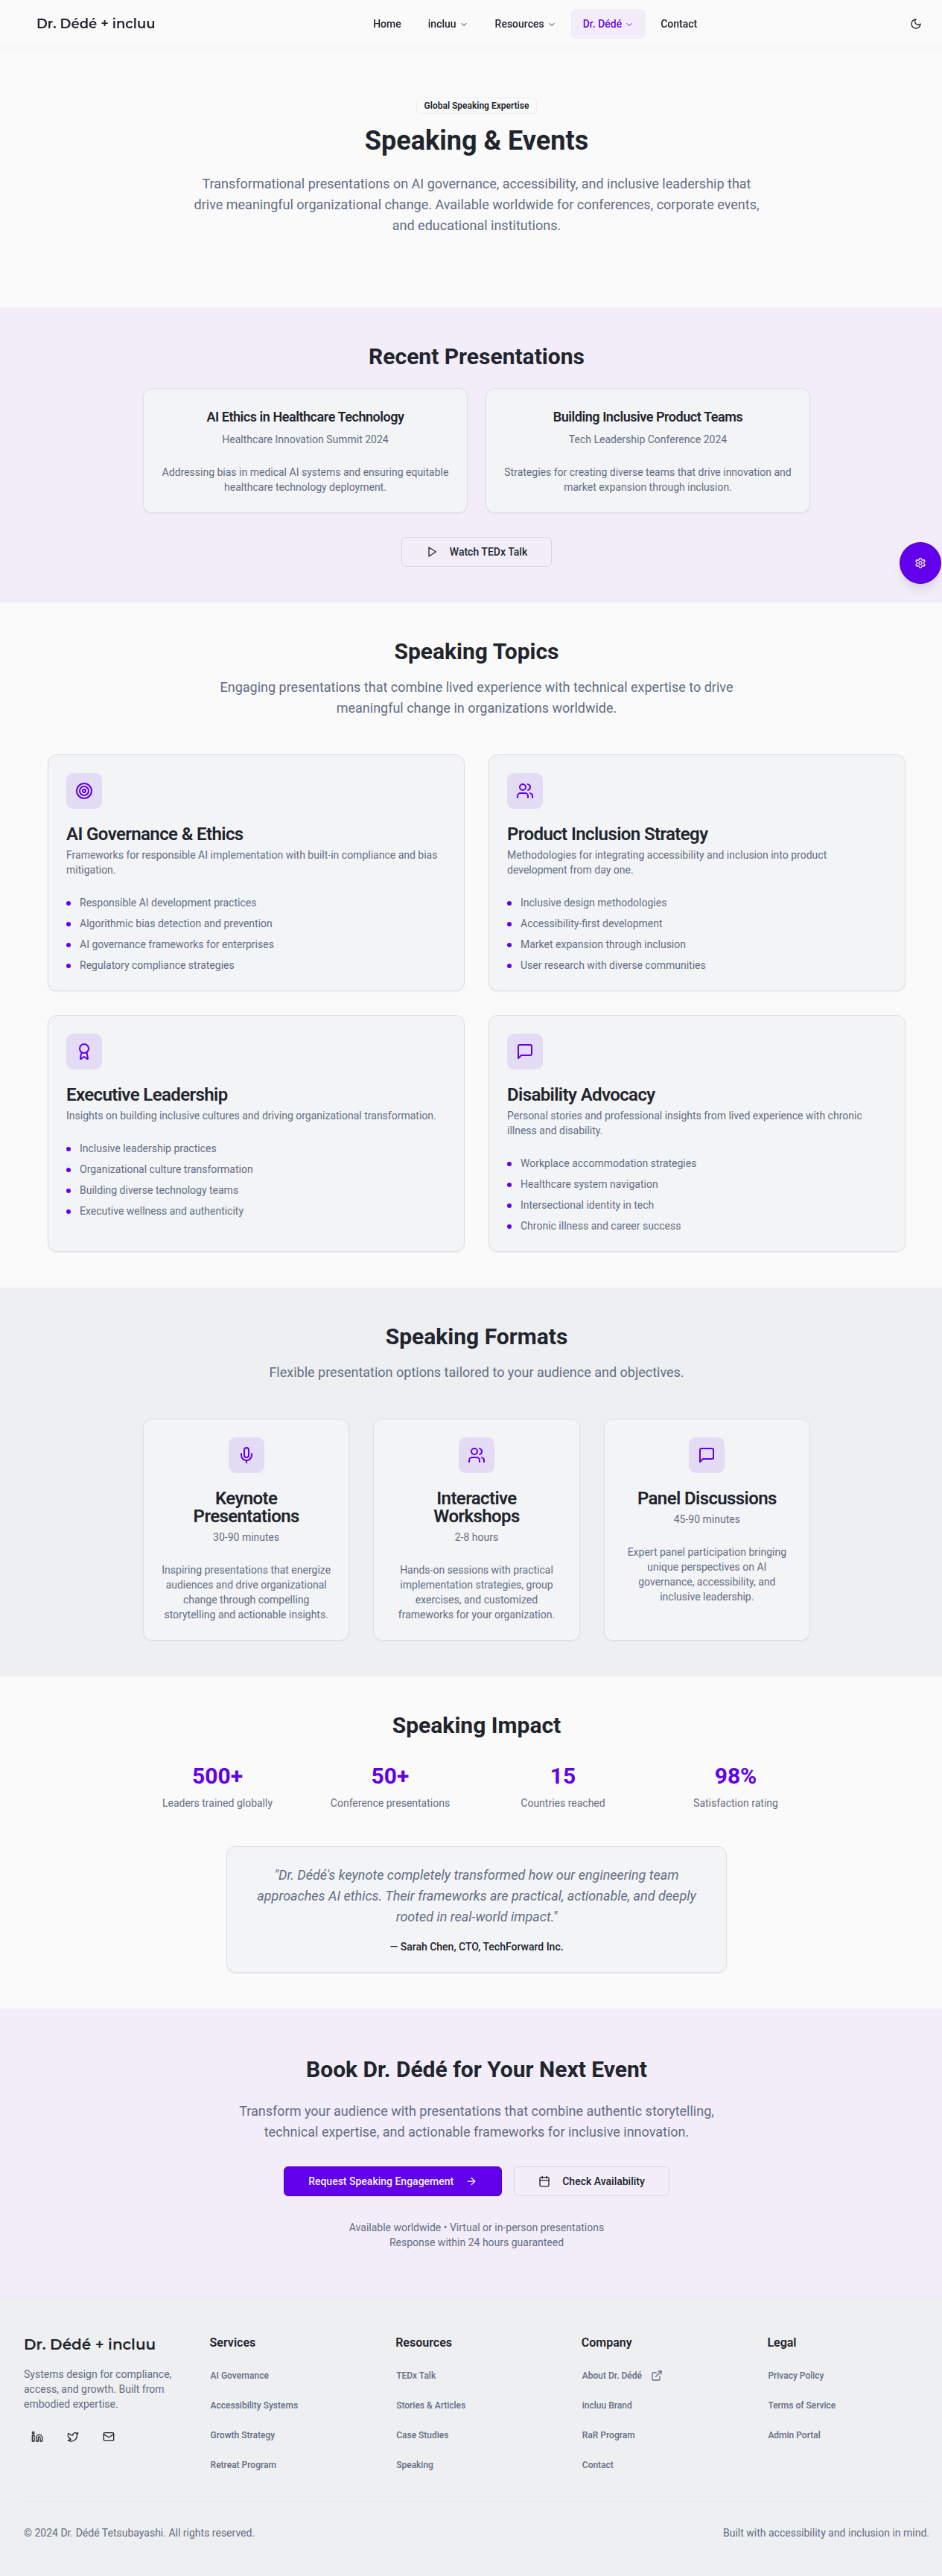 Dr. Dédé + incluu
Home
incluu
Resources
Dr. Dédé
Contact
Global Speaking Expertise
Speaking & Events
Transformational presentations on AI governance, accessibility, and inclusive leadership that
drive meaningful organizational change. Available worldwide for conferences, corporate events,
and educational institutions.
Recent Presentations
AI Ethics in Healthcare Technology
Healthcare Innovation Summit 2024
Addressing bias in medical AI systems and ensuring equitable
healthcare technology deployment.
Building Inclusive Product Teams
Tech Leadership Conference 2024
Strategies for creating diverse teams that drive innovation and
market expansion through inclusion.
Watch TEDx Talk
Speaking Topics
Engaging presentations that combine lived experience with technical expertise to drive
meaningful change in organizations worldwide.
AI Governance & Ethics
Frameworks for responsible AI implementation with built-in compliance and bias
mitigation.
Responsible AI development practices
Algorithmic bias detection and prevention
AI governance frameworks for enterprises
Regulatory compliance strategies
Product Inclusion Strategy
Methodologies for integrating accessibility and inclusion into product
development from day one.
Inclusive design methodologies
Accessibility-first development
Market expansion through inclusion
User research with diverse communities
Executive Leadership
Insights on building inclusive cultures and driving organizational transformation.
Inclusive leadership practices
Organizational culture transformation
Building diverse technology teams
Executive wellness and authenticity
Disability Advocacy
Personal stories and professional insights from lived experience with chronic
illness and disability.
Workplace accommodation strategies
Healthcare system navigation
Intersectional identity in tech
Chronic illness and career success
Speaking Formats
Flexible presentation options tailored to your audience and objectives.
Keynote
Presentations
30-90 minutes
Inspiring presentations that energize
audiences and drive organizational
change through compelling
storytelling and actionable insights.
Interactive
Workshops
2-8 hours
Hands-on sessions with practical
implementation strategies, group
exercises, and customized
frameworks for your organization.
Panel Discussions
45-90 minutes
Expert panel participation bringing
unique perspectives on AI
governance, accessibility, and
inclusive leadership.
Speaking Impact
500+
Leaders trained globally
50+
Conference presentations
15
Countries reached
98%
Satisfaction rating
"Dr. Dédé's keynote completely transformed how our engineering team
approaches AI ethics. Their frameworks are practical, actionable, and deeply
rooted in real-world impact."
— Sarah Chen, CTO, TechForward Inc.
Book Dr. Dédé for Your Next Event
Transform your audience with presentations that combine authentic storytelling,
technical expertise, and actionable frameworks for inclusive innovation.
Request Speaking Engagement
Check Availability
Available worldwide • Virtual or in-person presentations
Response within 24 hours guaranteed
Dr. Dédé + incluu
Systems design for compliance,
access, and growth. Built from
embodied expertise.
Services
AI Governance
Accessibility Systems
Growth Strategy
Retreat Program
Resources
TEDx Talk
Stories & Articles
Case Studies
Speaking
Company
About Dr. Dédé
Incluu Brand
RaR Program
Contact
Legal
Privacy Policy
Terms of Service
Admin Portal
© 2024 Dr. Dédé Tetsubayashi. All rights reserved.
Built with accessibility and inclusion in mind.